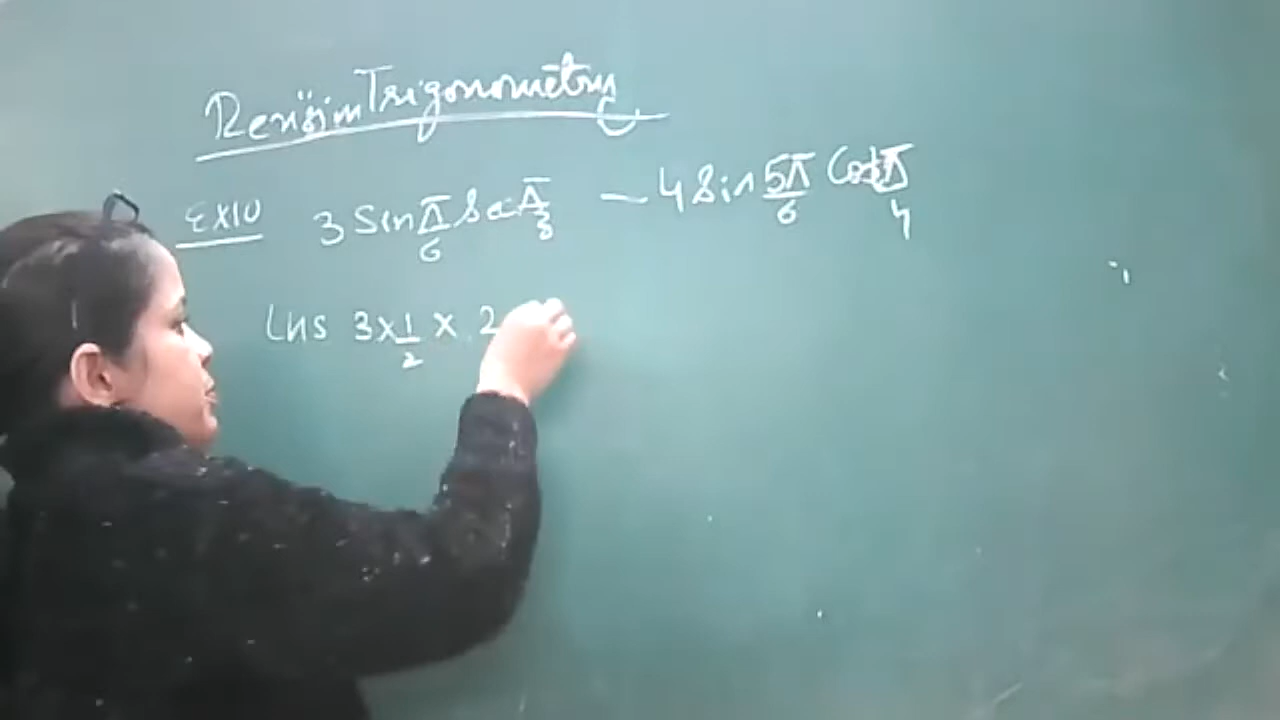 Revision Trigonometry
EX10 3 Sin π/6 Sec π/3 - 4 Sin 5π/6 Cot π/4
LHS 3 x 1/2 x 2